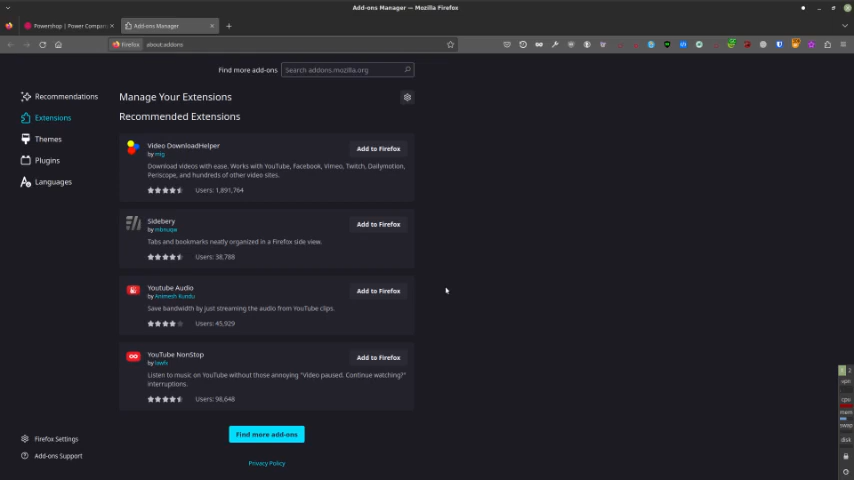 Add-ons Manager — Mozilla Firefox
Powershop | Power Compan
Add-ons Manager
Firefox
about:addons
Find more add-ons
Search addons.mozilla.org
Recommendations
Extensions
Themes
Plugins
Languages
Manage Your Extensions
Recommended Extensions
Video DownloadHelper
by mig
Add to Firefox
Download videos with ease. Works with YouTube, Facebook, Vimeo, Twitch, Dailymotion,
Periscope, and hundreds of other video sites.
Users: 1,891,764
Sidebery
by mbnuqw
Add to Firefox
Tabs and bookmarks neatly organized in a Firefox side view.
Users: 38,788
Youtube Audio
by Animesh Kundu
Add to Firefox
Save bandwidth by just streaming the audio from YouTube clips.
Users: 45,929
YouTube NonStop
by lawfx
Add to Firefox
Listen to music on YouTube without those annoying "Video paused. Continue watching?"
interruptions.
Users: 98,648
Find more add-ons
Privacy Policy
Firefox Settings
Add-ons Support
2
vpn
cpu
mem
swap
disk